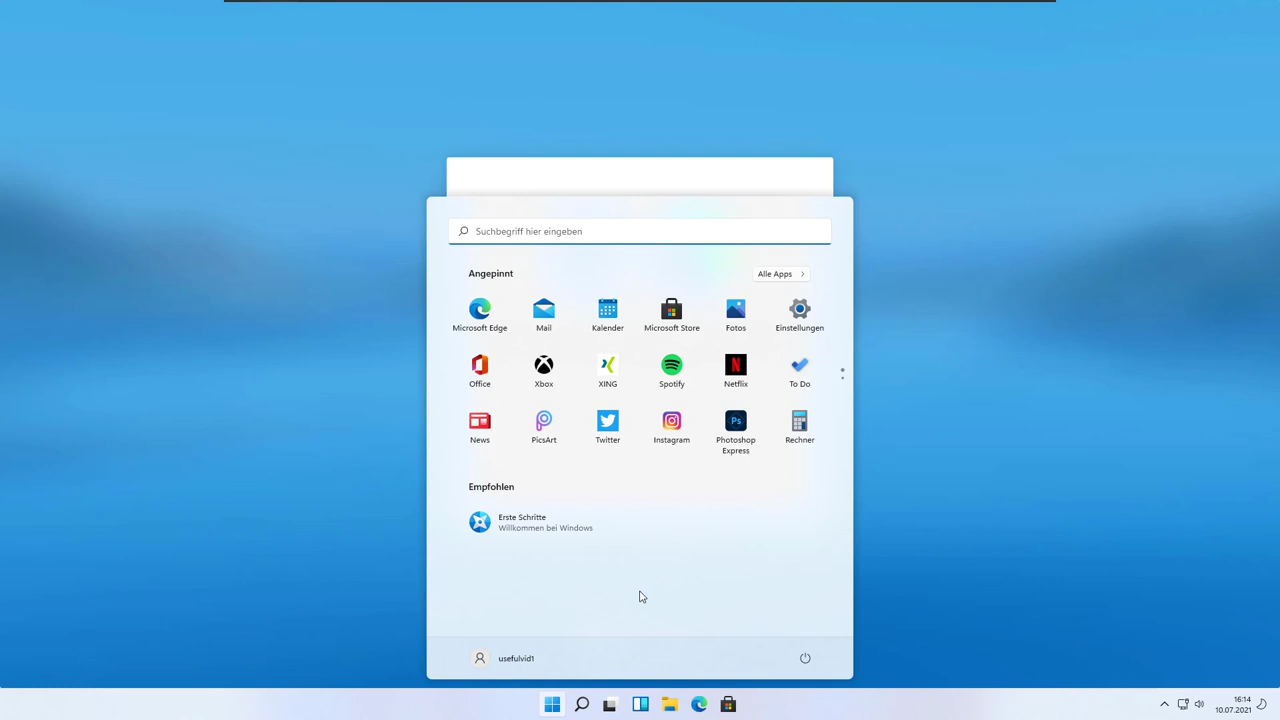 Suchbegriff hier eingeben
Angepinnt
Alle Apps
Microsoft Edge
Mail
Kalender
Microsoft Store
Fotos
Einstellungen
Office
Xbox
XING
Spotify
Netflix
To Do
News
PicsArt
Twitter
Instagram
Photoshop Express
Rechner
Empfohlen
Erste Schritte
Willkommen bei Windows
usefulvid1
16:14
10.07.2021